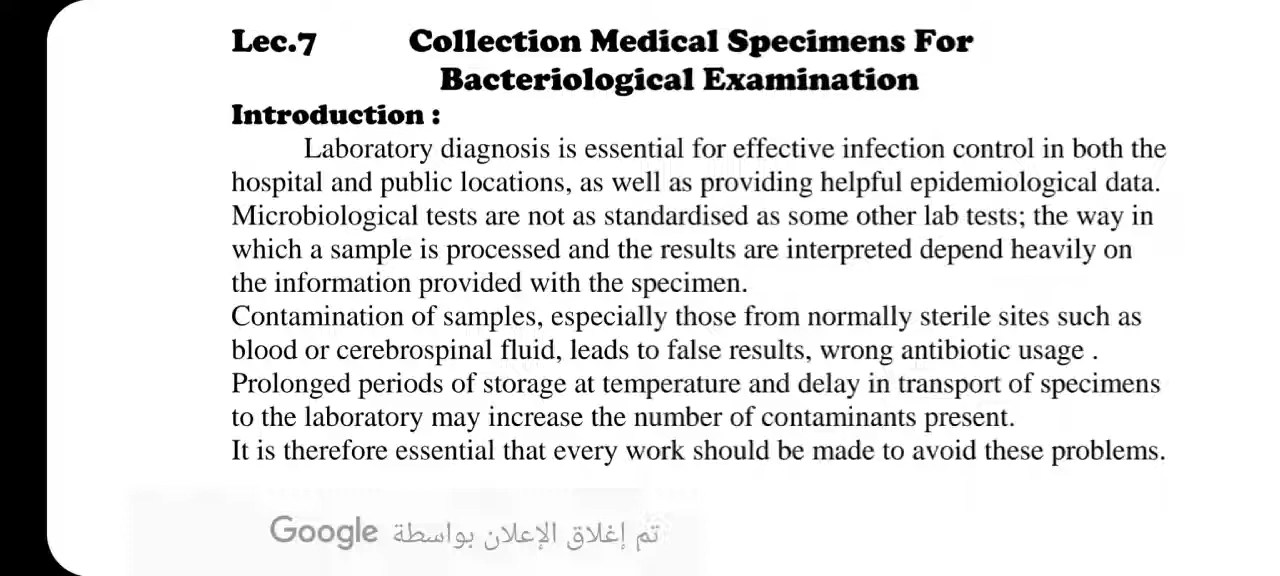 Lec.7 Collection Medical Specimens For
Bacteriological Examination
Introduction :
Laboratory diagnosis is essential for effective infection control in both the
hospital and public locations, as well as providing helpful epidemiological data.
Microbiological tests are not as standardised as some other lab tests; the way in
which a sample is processed and the results are interpreted depend heavily on
the information provided with the specimen.
Contamination of samples, especially those from normally sterile sites such as
blood or cerebrospinal fluid, leads to false results, wrong antibiotic usage .
Prolonged periods of storage at temperature and delay in transport of specimens
to the laboratory may increase the number of contaminants present.
It is therefore essential that every work should be made to avoid these problems.
تم إغلاق الإعلان بواسطة Google